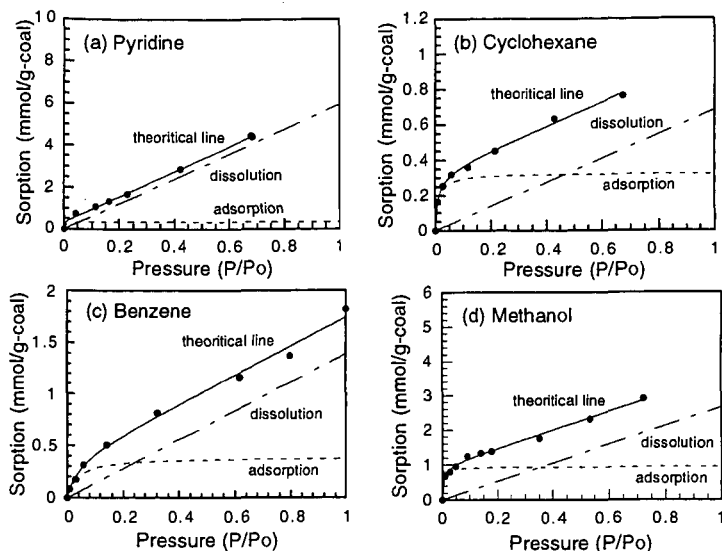 (a) Pyridine
10
8
6
4
2
0
theoritical line
dissolution
adsorption
0 0.2 0.4 0.6 0.8 1
Pressure (P/Po)
Sorption (mmol/g-coal)
(b) Cyclohexane
1.2
0.8
0.6
0.4
0.2
0
theoritical line
dissolution
adsorption
0 0.2 0.4 0.6 0.8 1
Pressure (P/Po)
Sorption (mmol/g-coal)
(c) Benzene
2
1.5
1
0.5
0
theoritical line
dissolution
adsorption
0 0.2 0.4 0.6 0.8 1
Pressure (P/Po)
Sorption (mmol/g-coal)
(d) Methanol
6
5
4
3
2
1
0
theoritical line
dissolution
adsorption
0 0.2 0.4 0.6 0.8 1
Pressure (P/Po)
Sorption (mmol/g-coal)